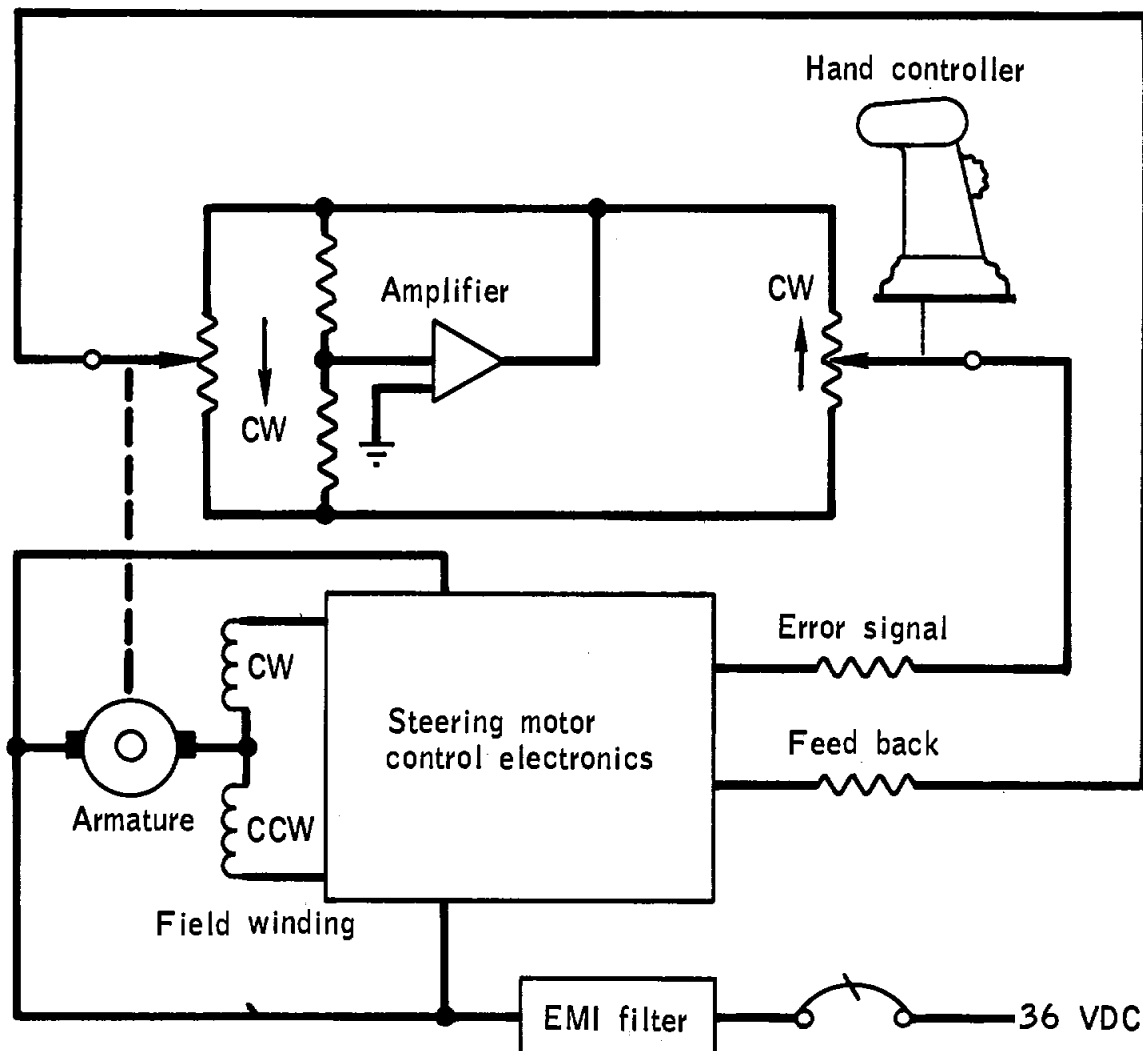 Hand controller
Amplifier
CW
CW
Error signal
CW
Steering motor
control electronics
Feed back
Armature
CCW
Field winding
EMI filter
36 VDC